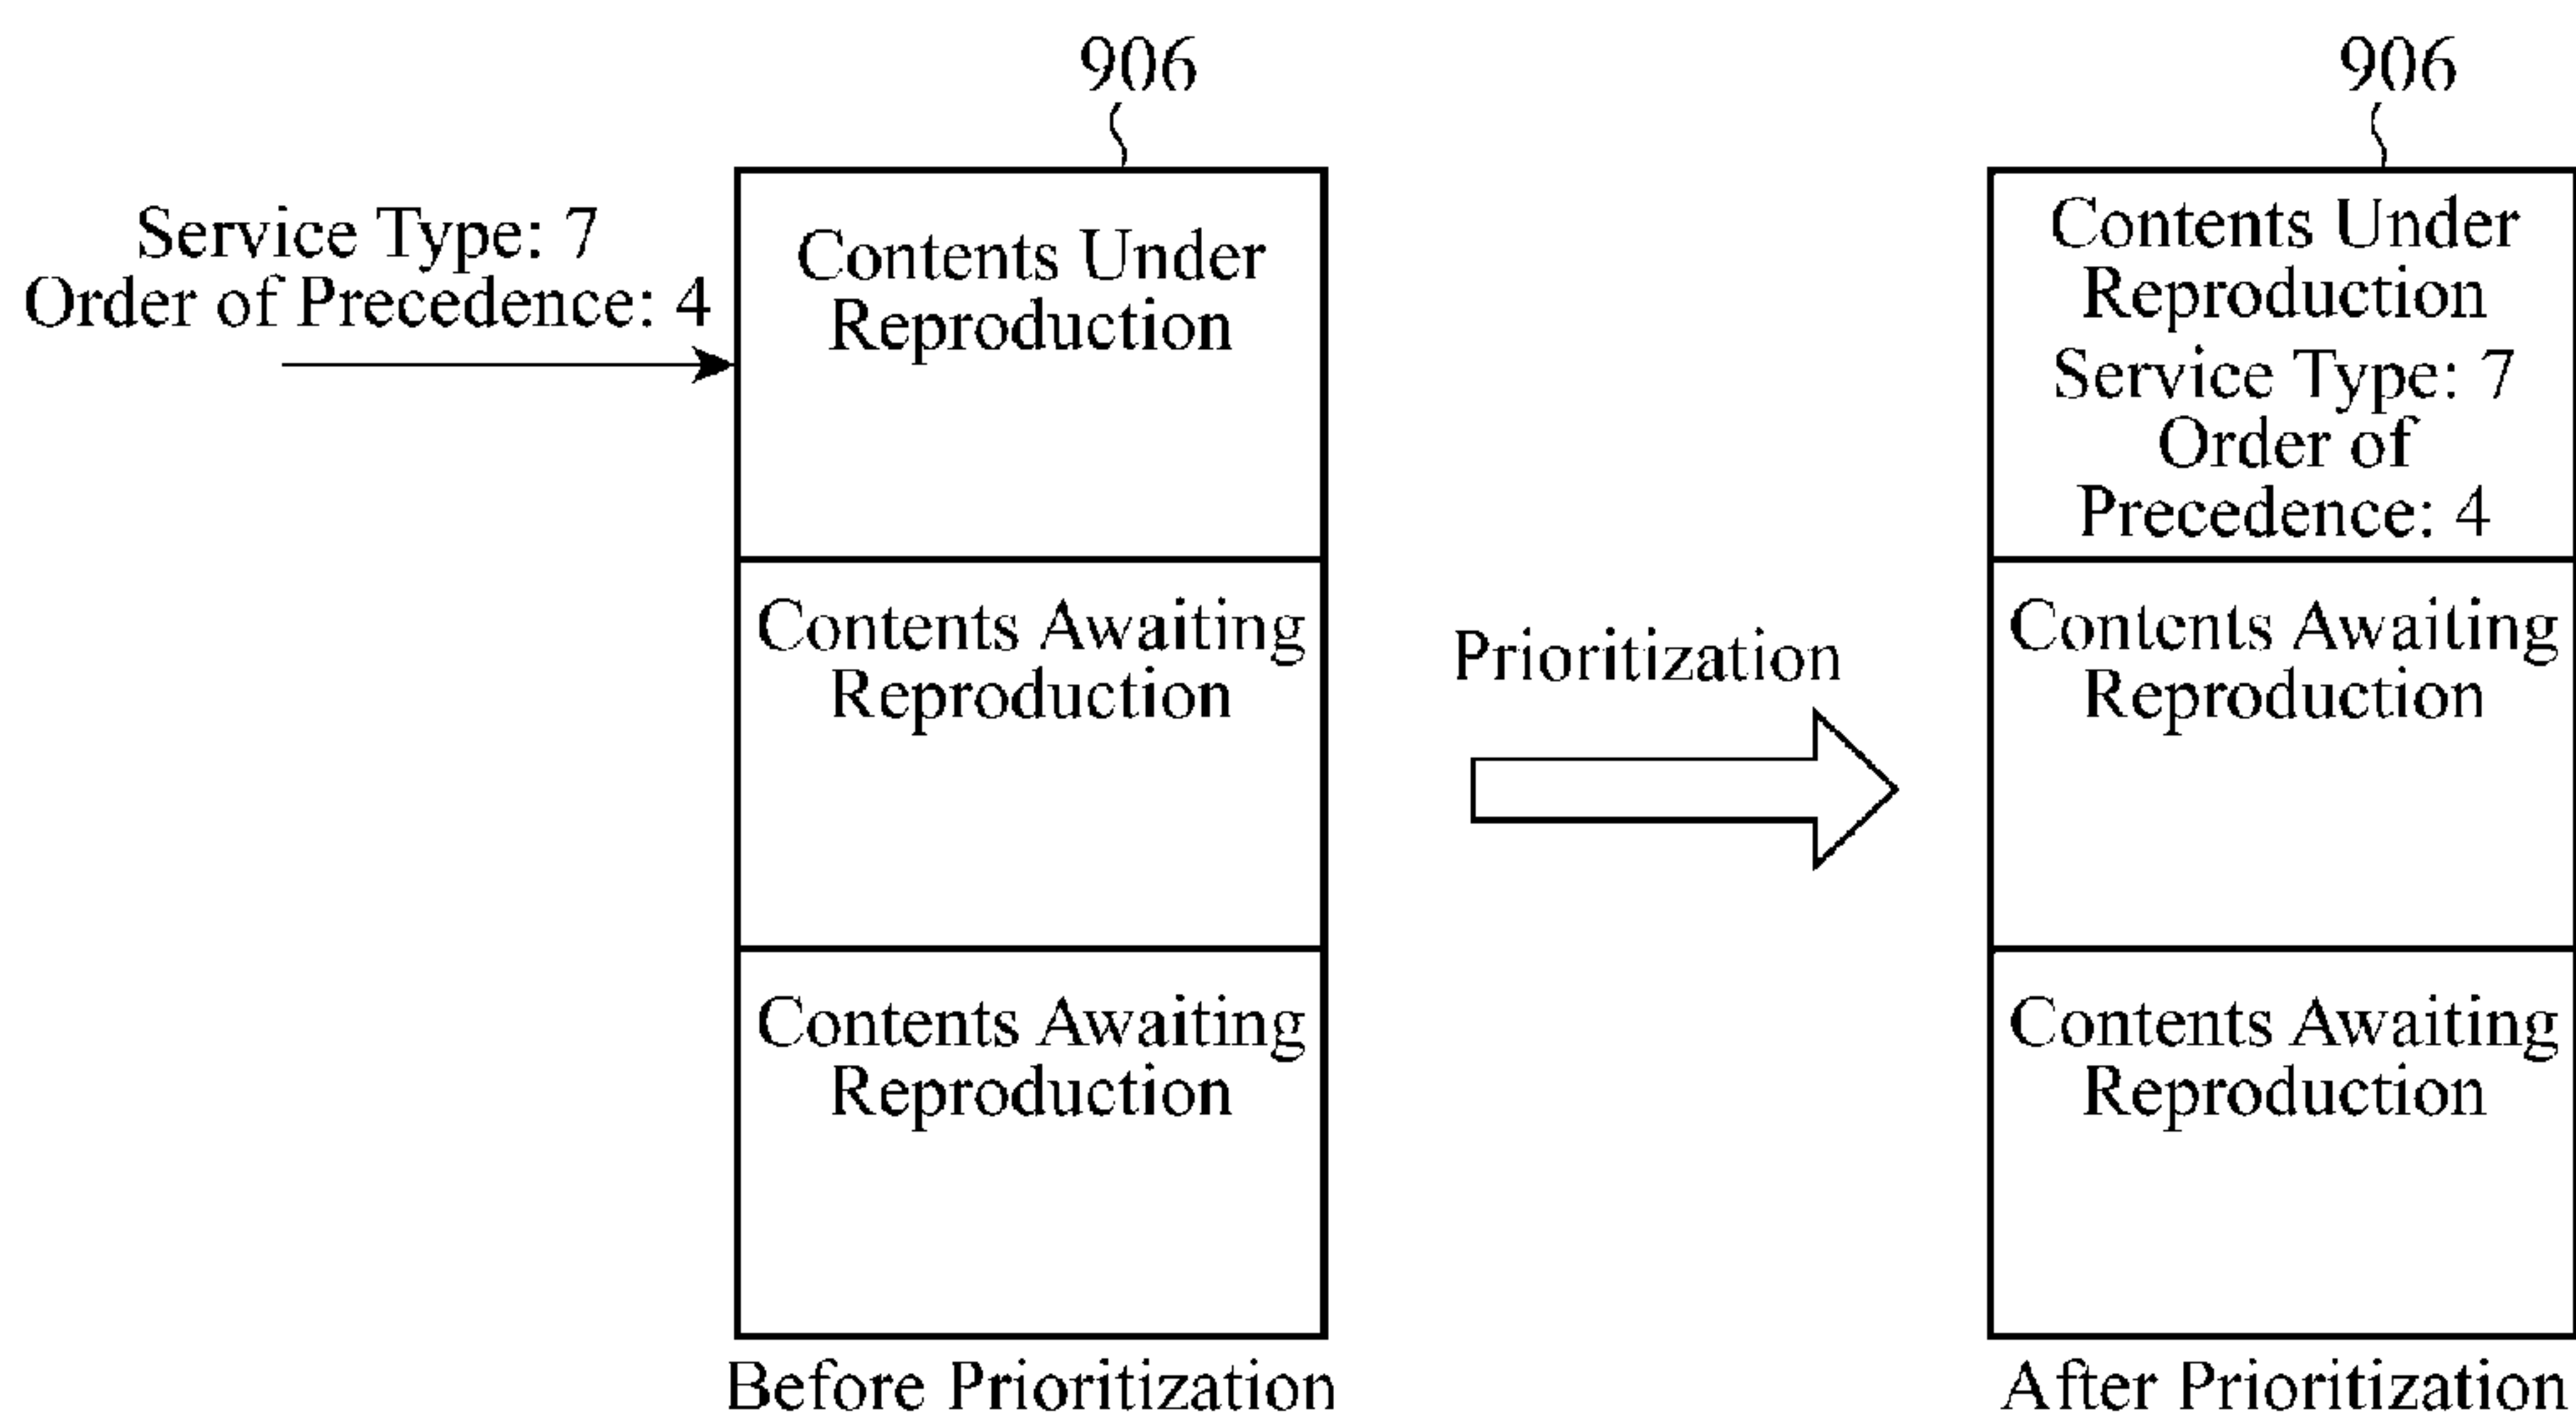 906
Service Type: 7
Order of Precedence: 4
Contents Under
Reproduction
Contents Awaiting
Reproduction
Contents Awaiting
Reproduction
Before Prioritization
Prioritization
906
Contents Under
Reproduction
Service Type: 7
Order of
Precedence: 4
Contents Awaiting
Reproduction
Contents Awaiting
Reproduction
After Prioritization